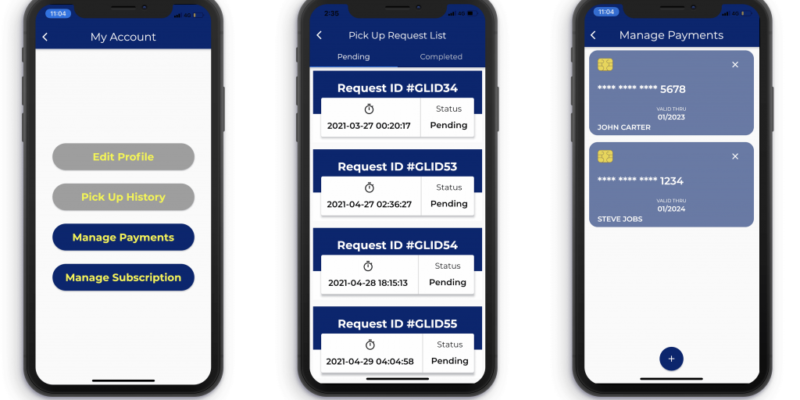 11:04
My Account
Edit Profile
Pick Up History
Manage Payments
Manage Subscription
2:38
Pick Up Request List
Pending
Completed
Request ID #GLID34
Status
2021-03-27 00:20:17
Pending
Request ID #GLID53
Status
2021-04-27 02:36:27
Pending
Request ID #GLID54
Status
2021-04-28 18:15:13
Pending
Request ID #GLID55
Status
2021-04-29 04:04:58
Pending
11:04
Manage Payments
**** **** **** 5678
VALID THRU
01/2023
JOHN CARTER
**** **** **** 1234
VALID THRU
01/2024
STEVE JOBS